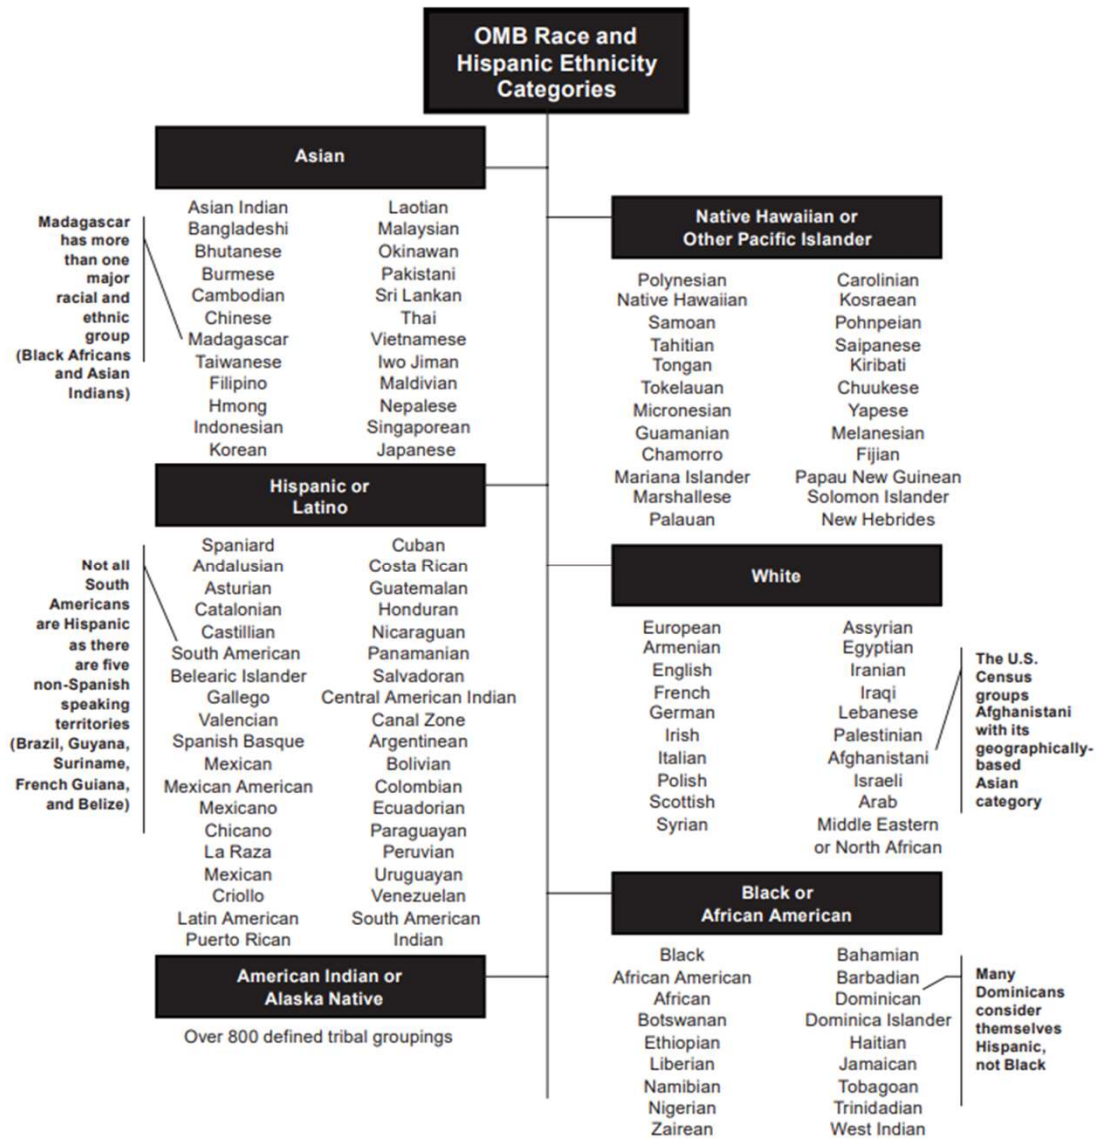 OMB Race and
Hispanic Ethnicity
Categories
Asian
Madagascar
has more
than one
major
racial and
ethnic
group
(Black Africans
and Asian
Indians)
Asian Indian
Bangladeshi
Bhutanese
Burmese
Cambodian
Chinese
Madagascar
Taiwanese
Filipino
Hmong
Indonesian
Korean
Laotian
Malaysian
Okinawan
Pakistani
Sri Lankan
Thai
Vietnamese
Iwo Jiman
Maldivian
Nepalese
Singaporean
Japanese
Hispanic or
Latino
Not all
South
Americans
are Hispanic
as there
are five
non-Spanish
speaking
territories
(Brazil, Guyana,
Suriname,
French Guiana,
and Belize)
Spaniard
Andalusian
Asturian
Catalonian
Castillian
South American
Belearic Islander
Gallego
Valencian
Spanish Basque
Mexican
Mexican American
Mexicano
Chicano
La Raza
Mexican
Criollo
Latin American
Puerto Rican
Cuban
Costa Rican
Guatemalan
Honduran
Nicaraguan
Panamanian
Salvadoran
Central American Indian
Canal Zone
Argentinean
Bolivian
Colombian
Ecuadorian
Paraguayan
Peruvian
Uruguayan
Venezuelan
South American
Indian
American Indian or
Alaska Native
Over 800 defined tribal groupings
Native Hawaiian or
Other Pacific Islander
Polynesian
Native Hawaiian
Samoan
Tahitian
Tongan
Tokelauan
Micronesian
Guamanian
Chamorro
Mariana Islander
Marshallese
Palauan
Carolinian
Kosraean
Pohnpeian
Saipanese
Kiribati
Chuukese
Yapese
Melanesian
Fijian
Papau New Guinean
Solomon Islander
New Hebrides
White
European
Armenian
English
French
German
Irish
Italian
Polish
Scottish
Syrian
Assyrian
Egyptian
Iranian
Iraqi
Lebanese
Palestinian
Afghanistani
Israeli
Arab
Middle Eastern
or North African
The U.S.
Census
groups
Afghanistani
with its
geographically-
based
Asian
category
Black or
African American
Black
African American
African
Botswanan
Ethiopian
Liberian
Namibian
Nigerian
Zairean
Bahamian
Barbadian
Dominican
Dominica Islander
Haitian
Jamaican
Tobagoan
Trinidadian
West Indian
Many
Dominicans
consider
themselves
Hispanic,
not Black